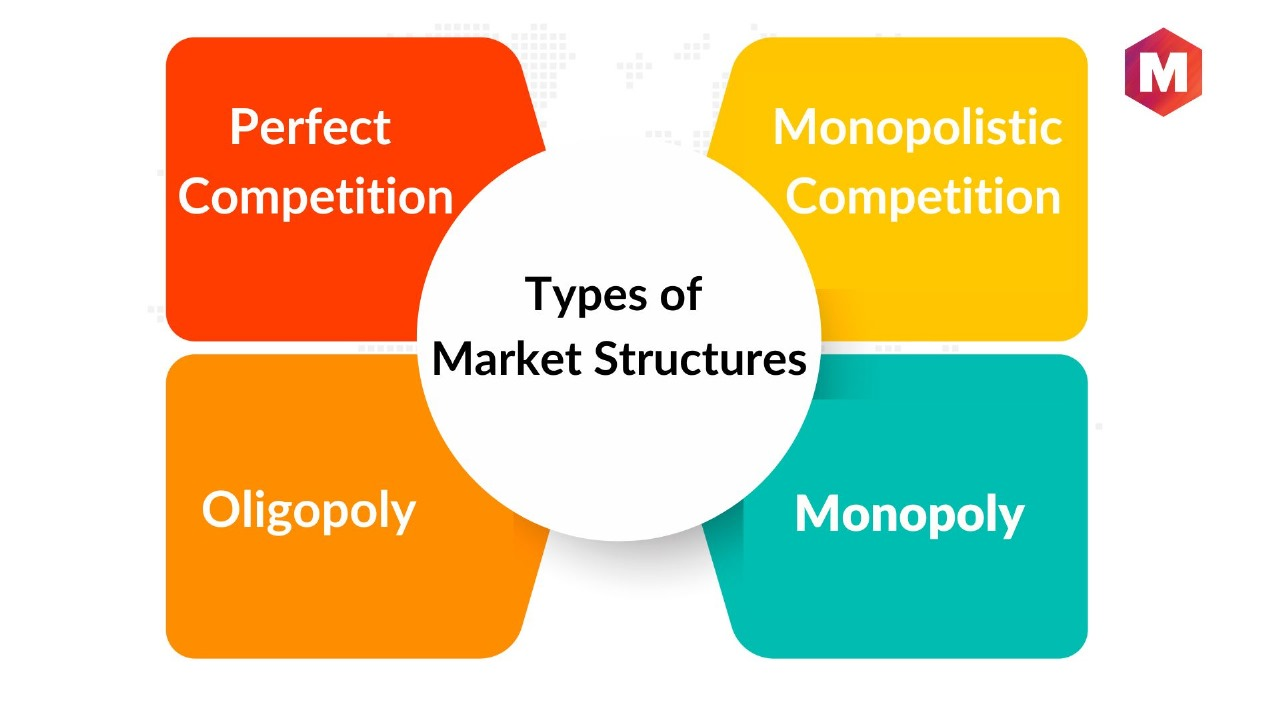 Perfect
Competition
Monopolistic
Competition
M
Types of
Market Structures
Oligopoly
Monopoly